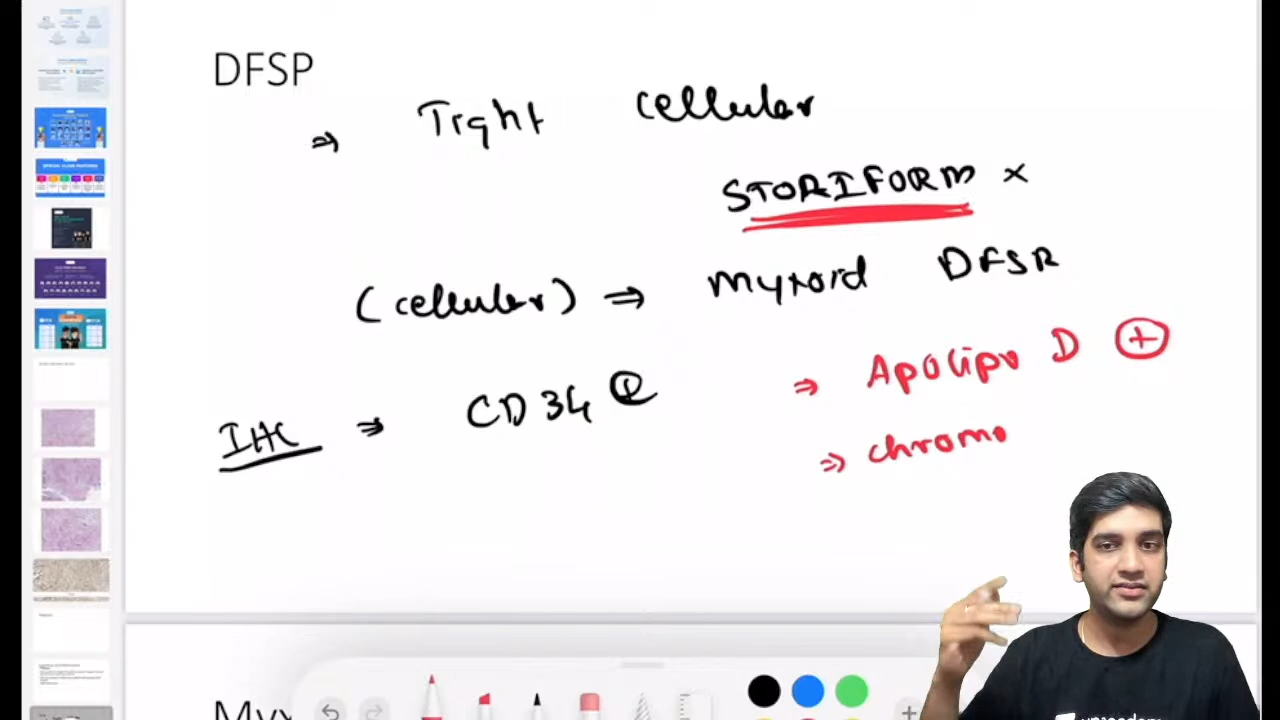 DFSP
⇒ Tight cellular
STORIFORM x
(cellular) ⇒ myxoid DFSP
⇒ Apolipo D +
IHC ⇒ CD34 +
⇒ chromo